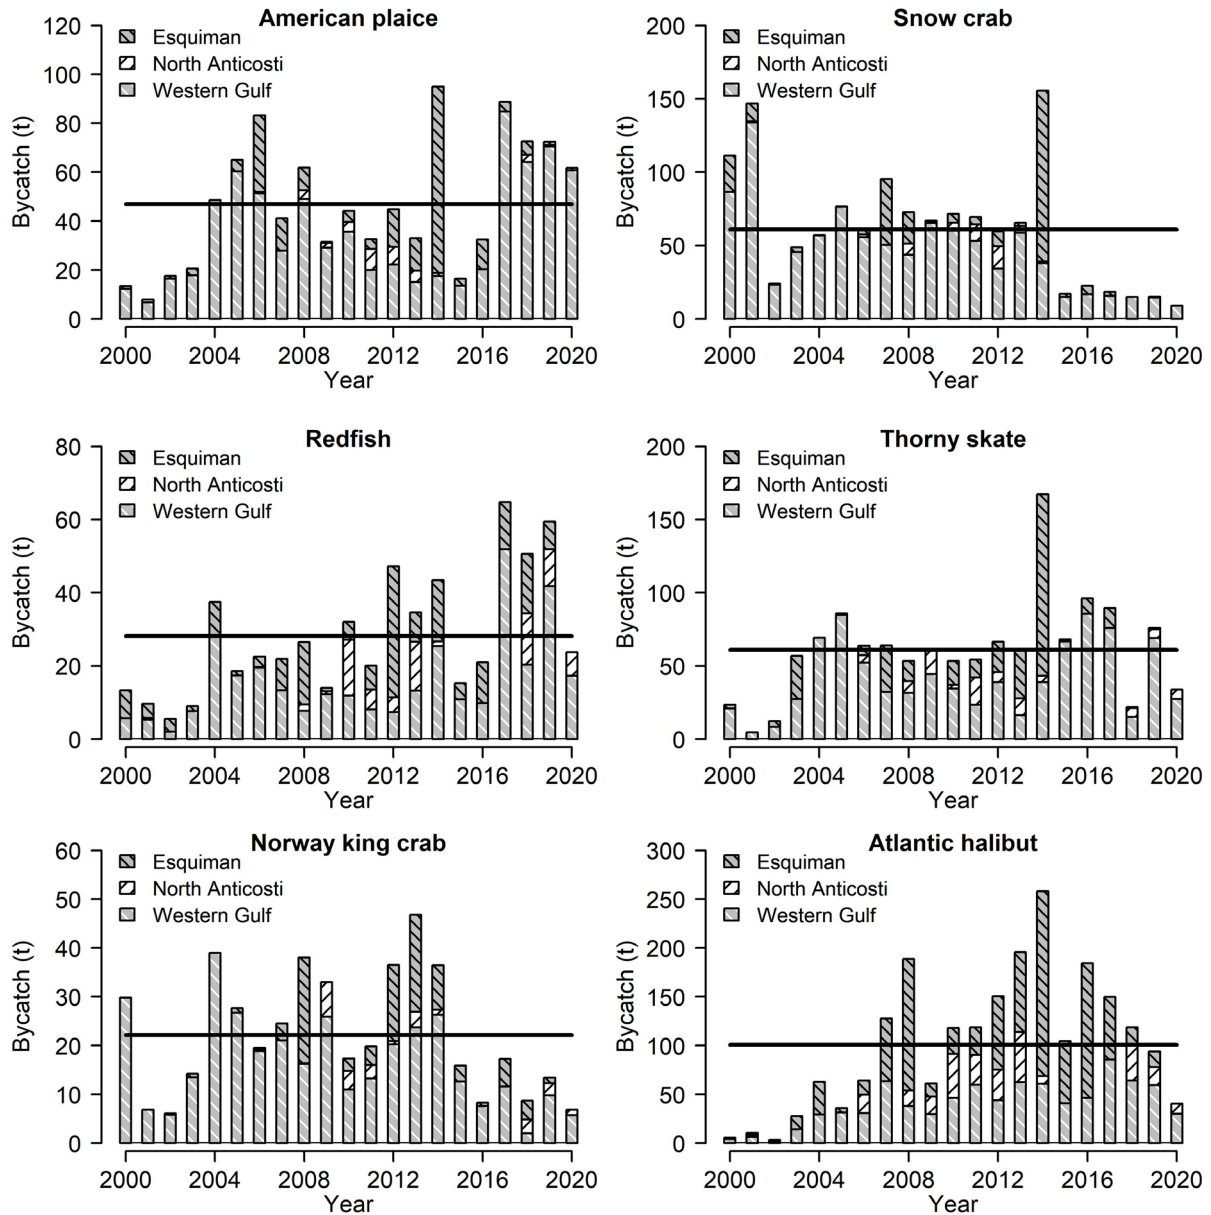 American plaice
120
100
80
60
40
20
0
Bycatch (t)
Esquiman
North Anticosti
Western Gulf
2000 2004 2008 2012 2016 2020
Year
Snow crab
200
150
100
50
0
Bycatch (t)
Esquiman
North Anticosti
Western Gulf
2000 2004 2008 2012 2016 2020
Year
Redfish
80
60
40
20
0
Bycatch (t)
Esquiman
North Anticosti
Western Gulf
2000 2004 2008 2012 2016 2020
Year
Thorny skate
200
150
100
50
0
Bycatch (t)
Esquiman
North Anticosti
Western Gulf
2000 2004 2008 2012 2016 2020
Year
Norway king crab
60
50
40
30
20
10
0
Bycatch (t)
Esquiman
North Anticosti
Western Gulf
2000 2004 2008 2012 2016 2020
Year
Atlantic halibut
300
250
200
150
100
50
0
Bycatch (t)
Esquiman
North Anticosti
Western Gulf
2000 2004 2008 2012 2016 2020
Year